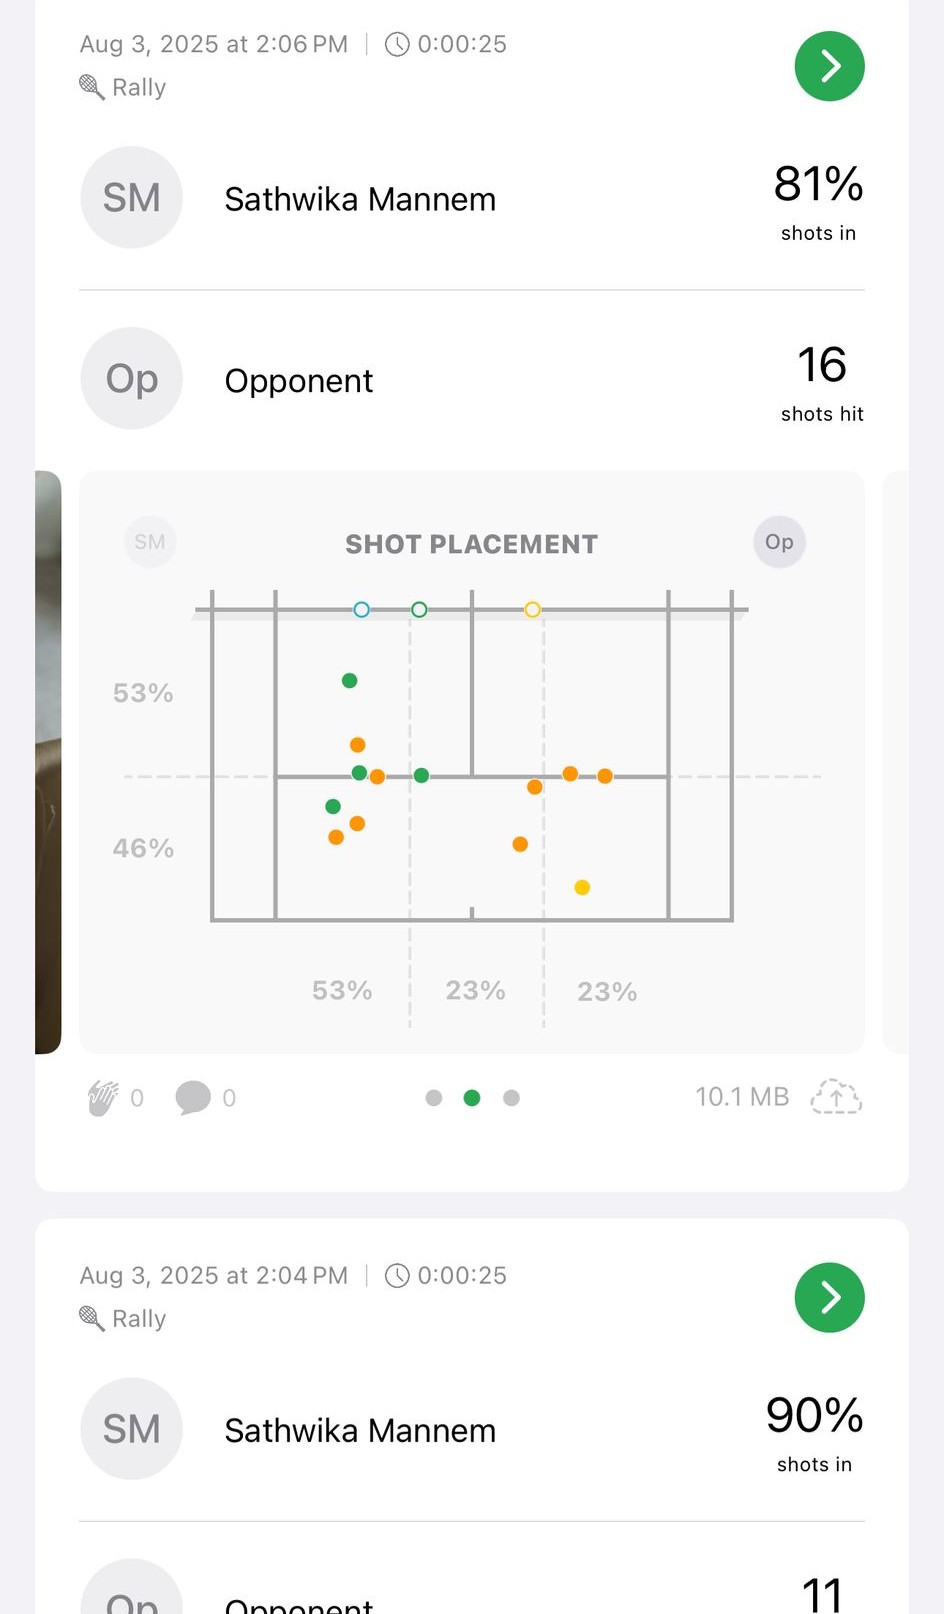 Aug 3, 2025 at 2:06 PM | 0:00:25
Rally
SM Sathwika Mannem 81%
shots in
Op Opponent 16
shots hit
SM SHOT PLACEMENT Op
53%
46%
53% 23% 23%
0 0 10.1 MB
Aug 3, 2025 at 2:04 PM | 0:00:25
Rally
SM Sathwika Mannem 90%
shots in
Op Opponent 11